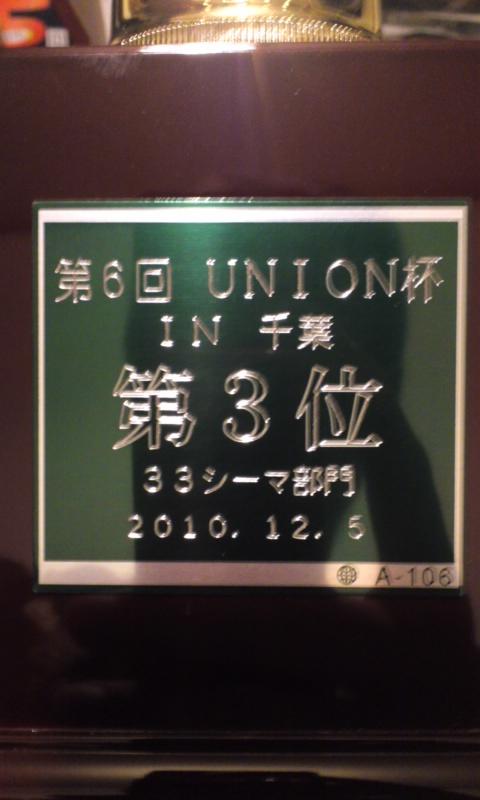 第6回 UNION杯
IN 千葉
第3位
33シーマ部門
2010. 12. 5
A-106